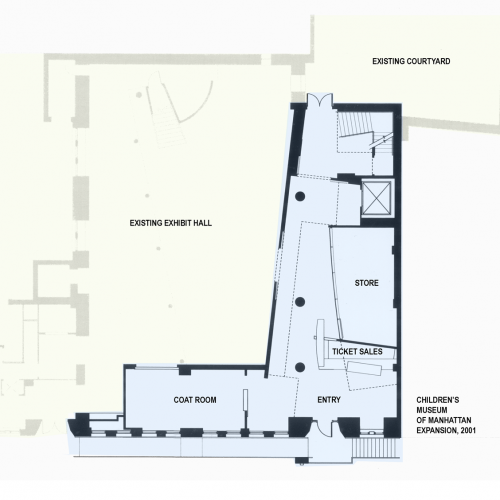 EXISTING COURTYARD
EXISTING EXHIBIT HALL
STORE
TICKET SALES
COAT ROOM
ENTRY
CHILDREN'S
MUSEUM
OF MANHATTAN
EXPANSION, 2001